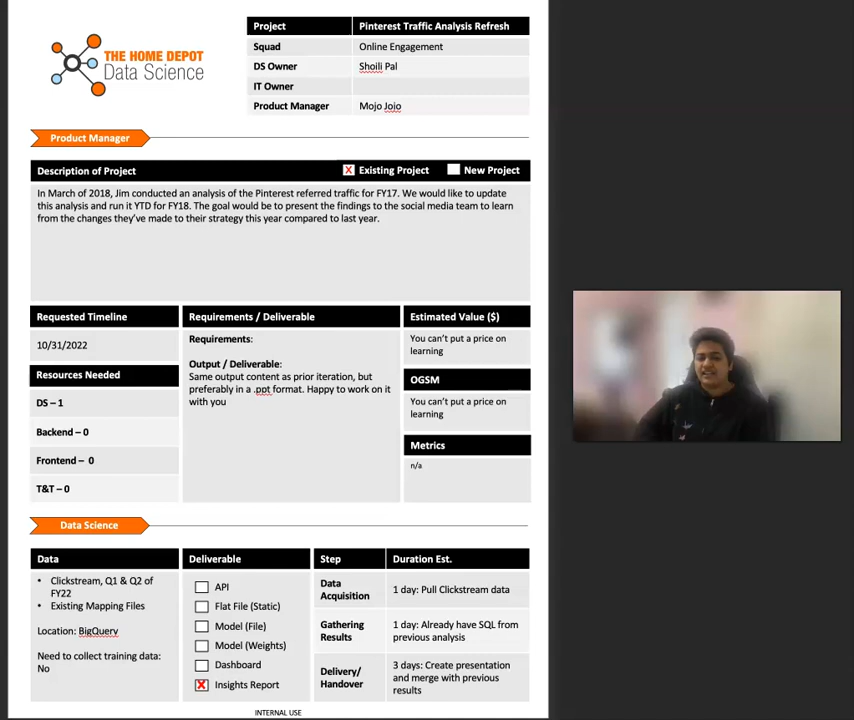 THE HOME DEPOT
Data Science
Project Pinterest Traffic Analysis Refresh
Squad Online Engagement
DS Owner Shoili Pal
IT Owner
Product Manager Mojo Jojo
Product Manager
Description of Project X Existing Project New Project
In March of 2018, Jim conducted an analysis of the Pinterest referred traffic for FY17. We would like to update
this analysis and run it YTD for FY18. The goal would be to present the findings to the social media team to learn
from the changes they've made to their strategy this year compared to last year.
Requested Timeline
10/31/2022
Resources Needed
DS – 1
Backend – 0
Frontend – 0
T&T – 0
Requirements / Deliverable
Requirements:
Output / Deliverable:
Same output content as prior iteration, but
preferably in a .ppt format. Happy to work on it
with you
Estimated Value ($)
You can't put a price on
learning
OGSM
You can't put a price on
learning
Metrics
n/a
Data Science
Data
• Clickstream, Q1 & Q2 of
FY22
• Existing Mapping Files
Location: BigQuery
Need to collect training data:
No
Deliverable
API
Flat File (Static)
Model (File)
Model (Weights)
Dashboard
X Insights Report
Step Duration Est.
Data
Acquisition
1 day: Pull Clickstream data
Gathering
Results
1 day: Already have SQL from
previous analysis
Delivery/
Handover
3 days: Create presentation
and merge with previous
results
INTERNAL USE